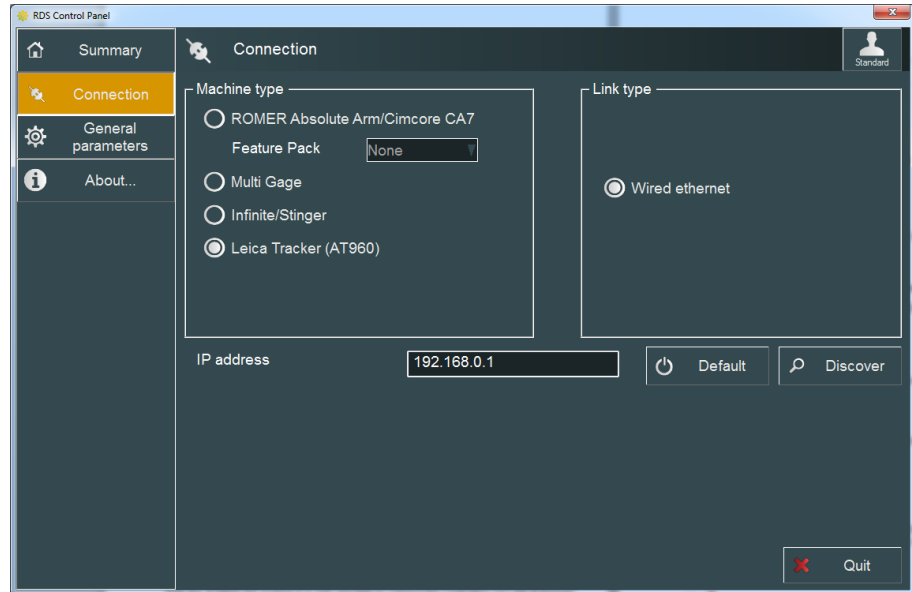 RDS Control Panel
Summary
Connection
Standard
Connection
General
parameters
About...
Machine type
ROMER Absolute Arm/Cimcore CA7
Feature Pack
None
Multi Gage
Infinite/Stinger
Leica Tracker (AT960)
Link type
Wired ethernet
IP address
192.168.0.1
Default
Discover
Quit